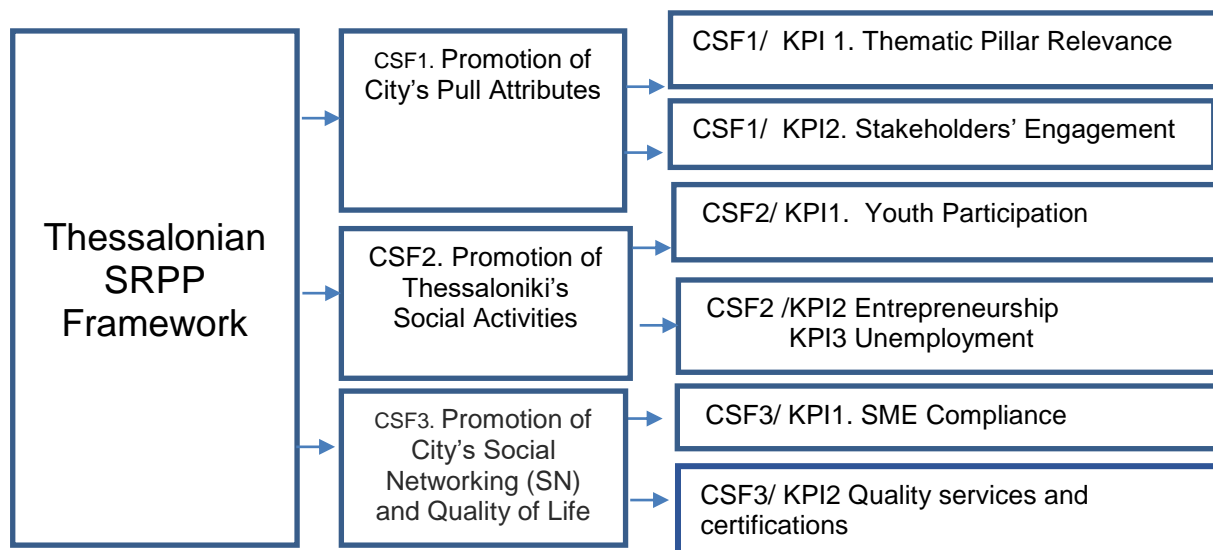 Thessalonian
SRPP
Framework
CSF1. Promotion of
City’s Pull Attributes
CSF1/ KPI 1. Thematic Pillar Relevance
CSF1/ KPI2. Stakeholders’ Engagement
CSF2. Promotion of
Thessaloniki’s
Social Activities
CSF2/ KPI1. Youth Participation
CSF2 /KPI2 Entrepreneurship
KPI3 Unemployment
CSF3. Promotion of
City’s Social
Networking (SN)
and Quality of Life
CSF3/ KPI1. SME Compliance
CSF3/ KPI2 Quality services and
certifications